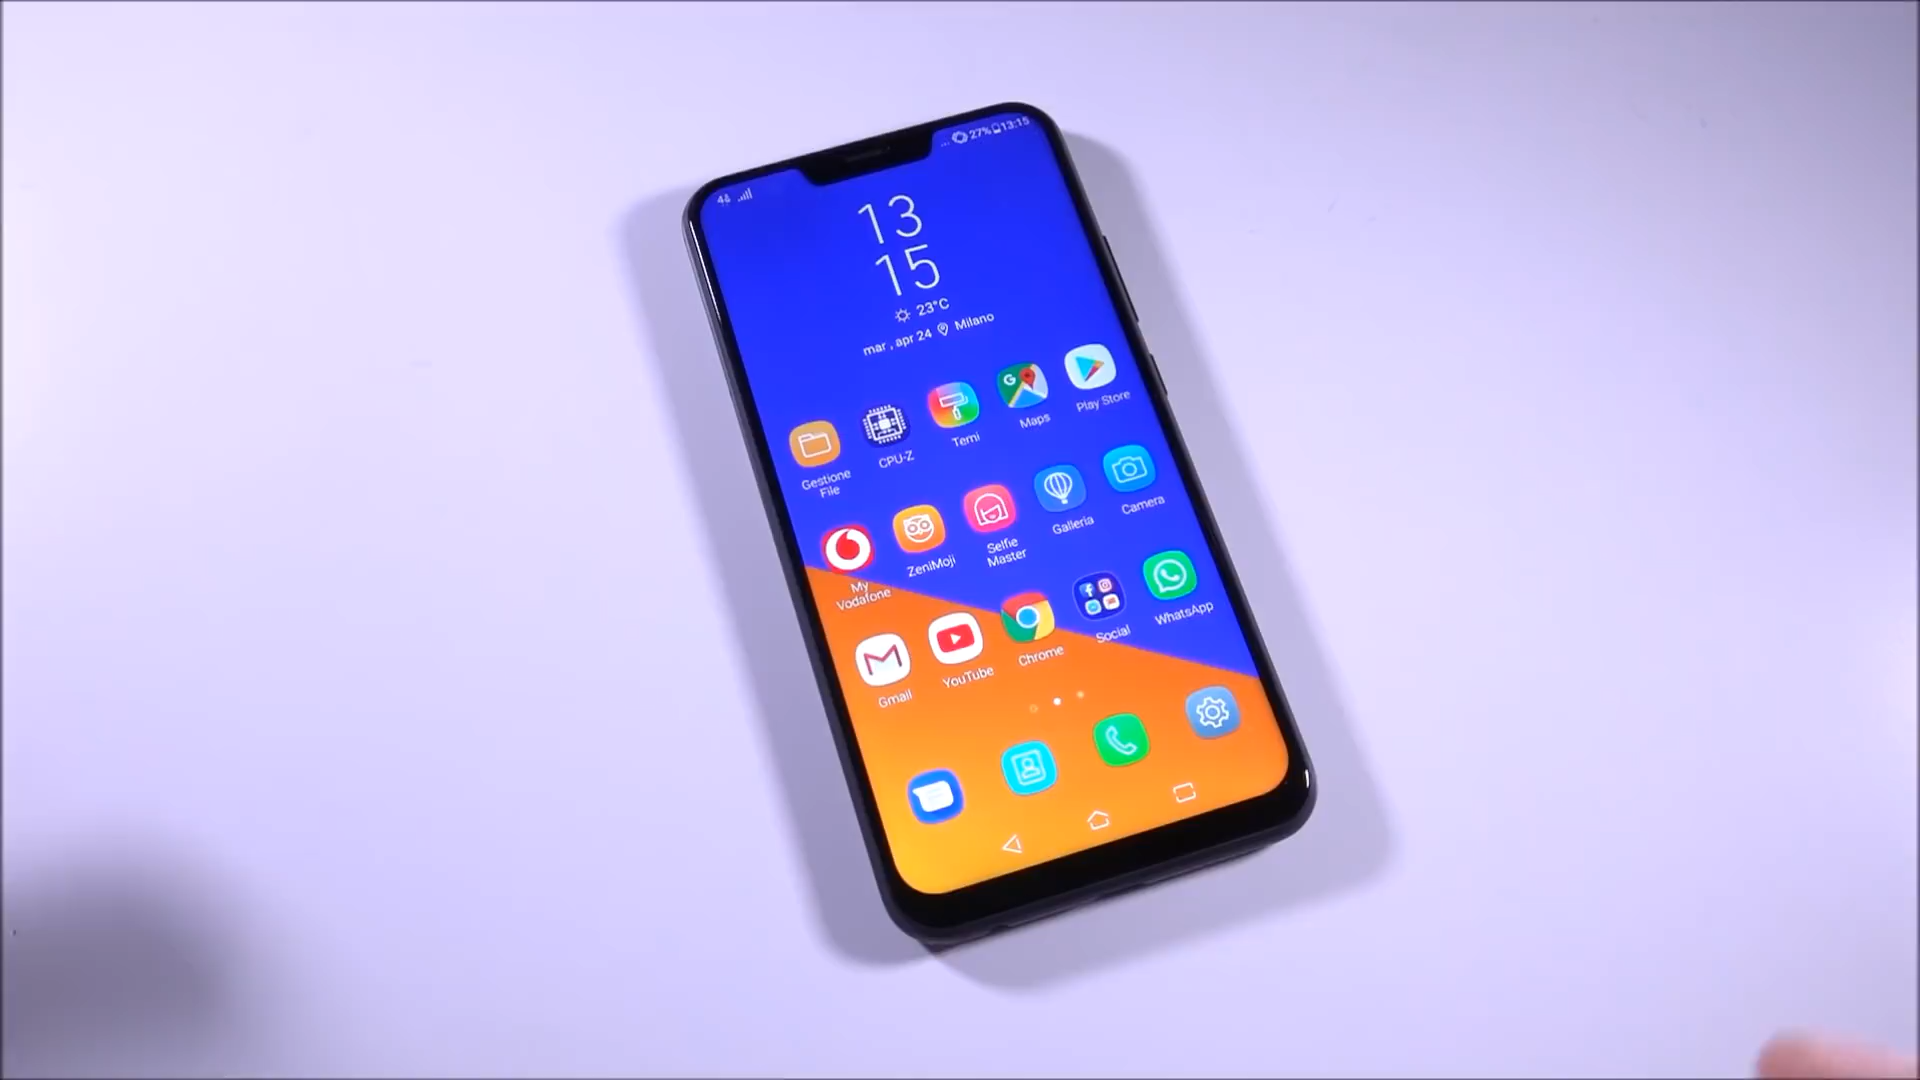 27% 13:15
13
15
23°C
mar , apr 24 Milano
Gestione
File
CPU-Z
Temi
Maps
Play Store
My
Vodafone
ZeniMoji
Selfie
Master
Galleria
Camera
Gmail
YouTube
Chrome
Social
WhatsApp